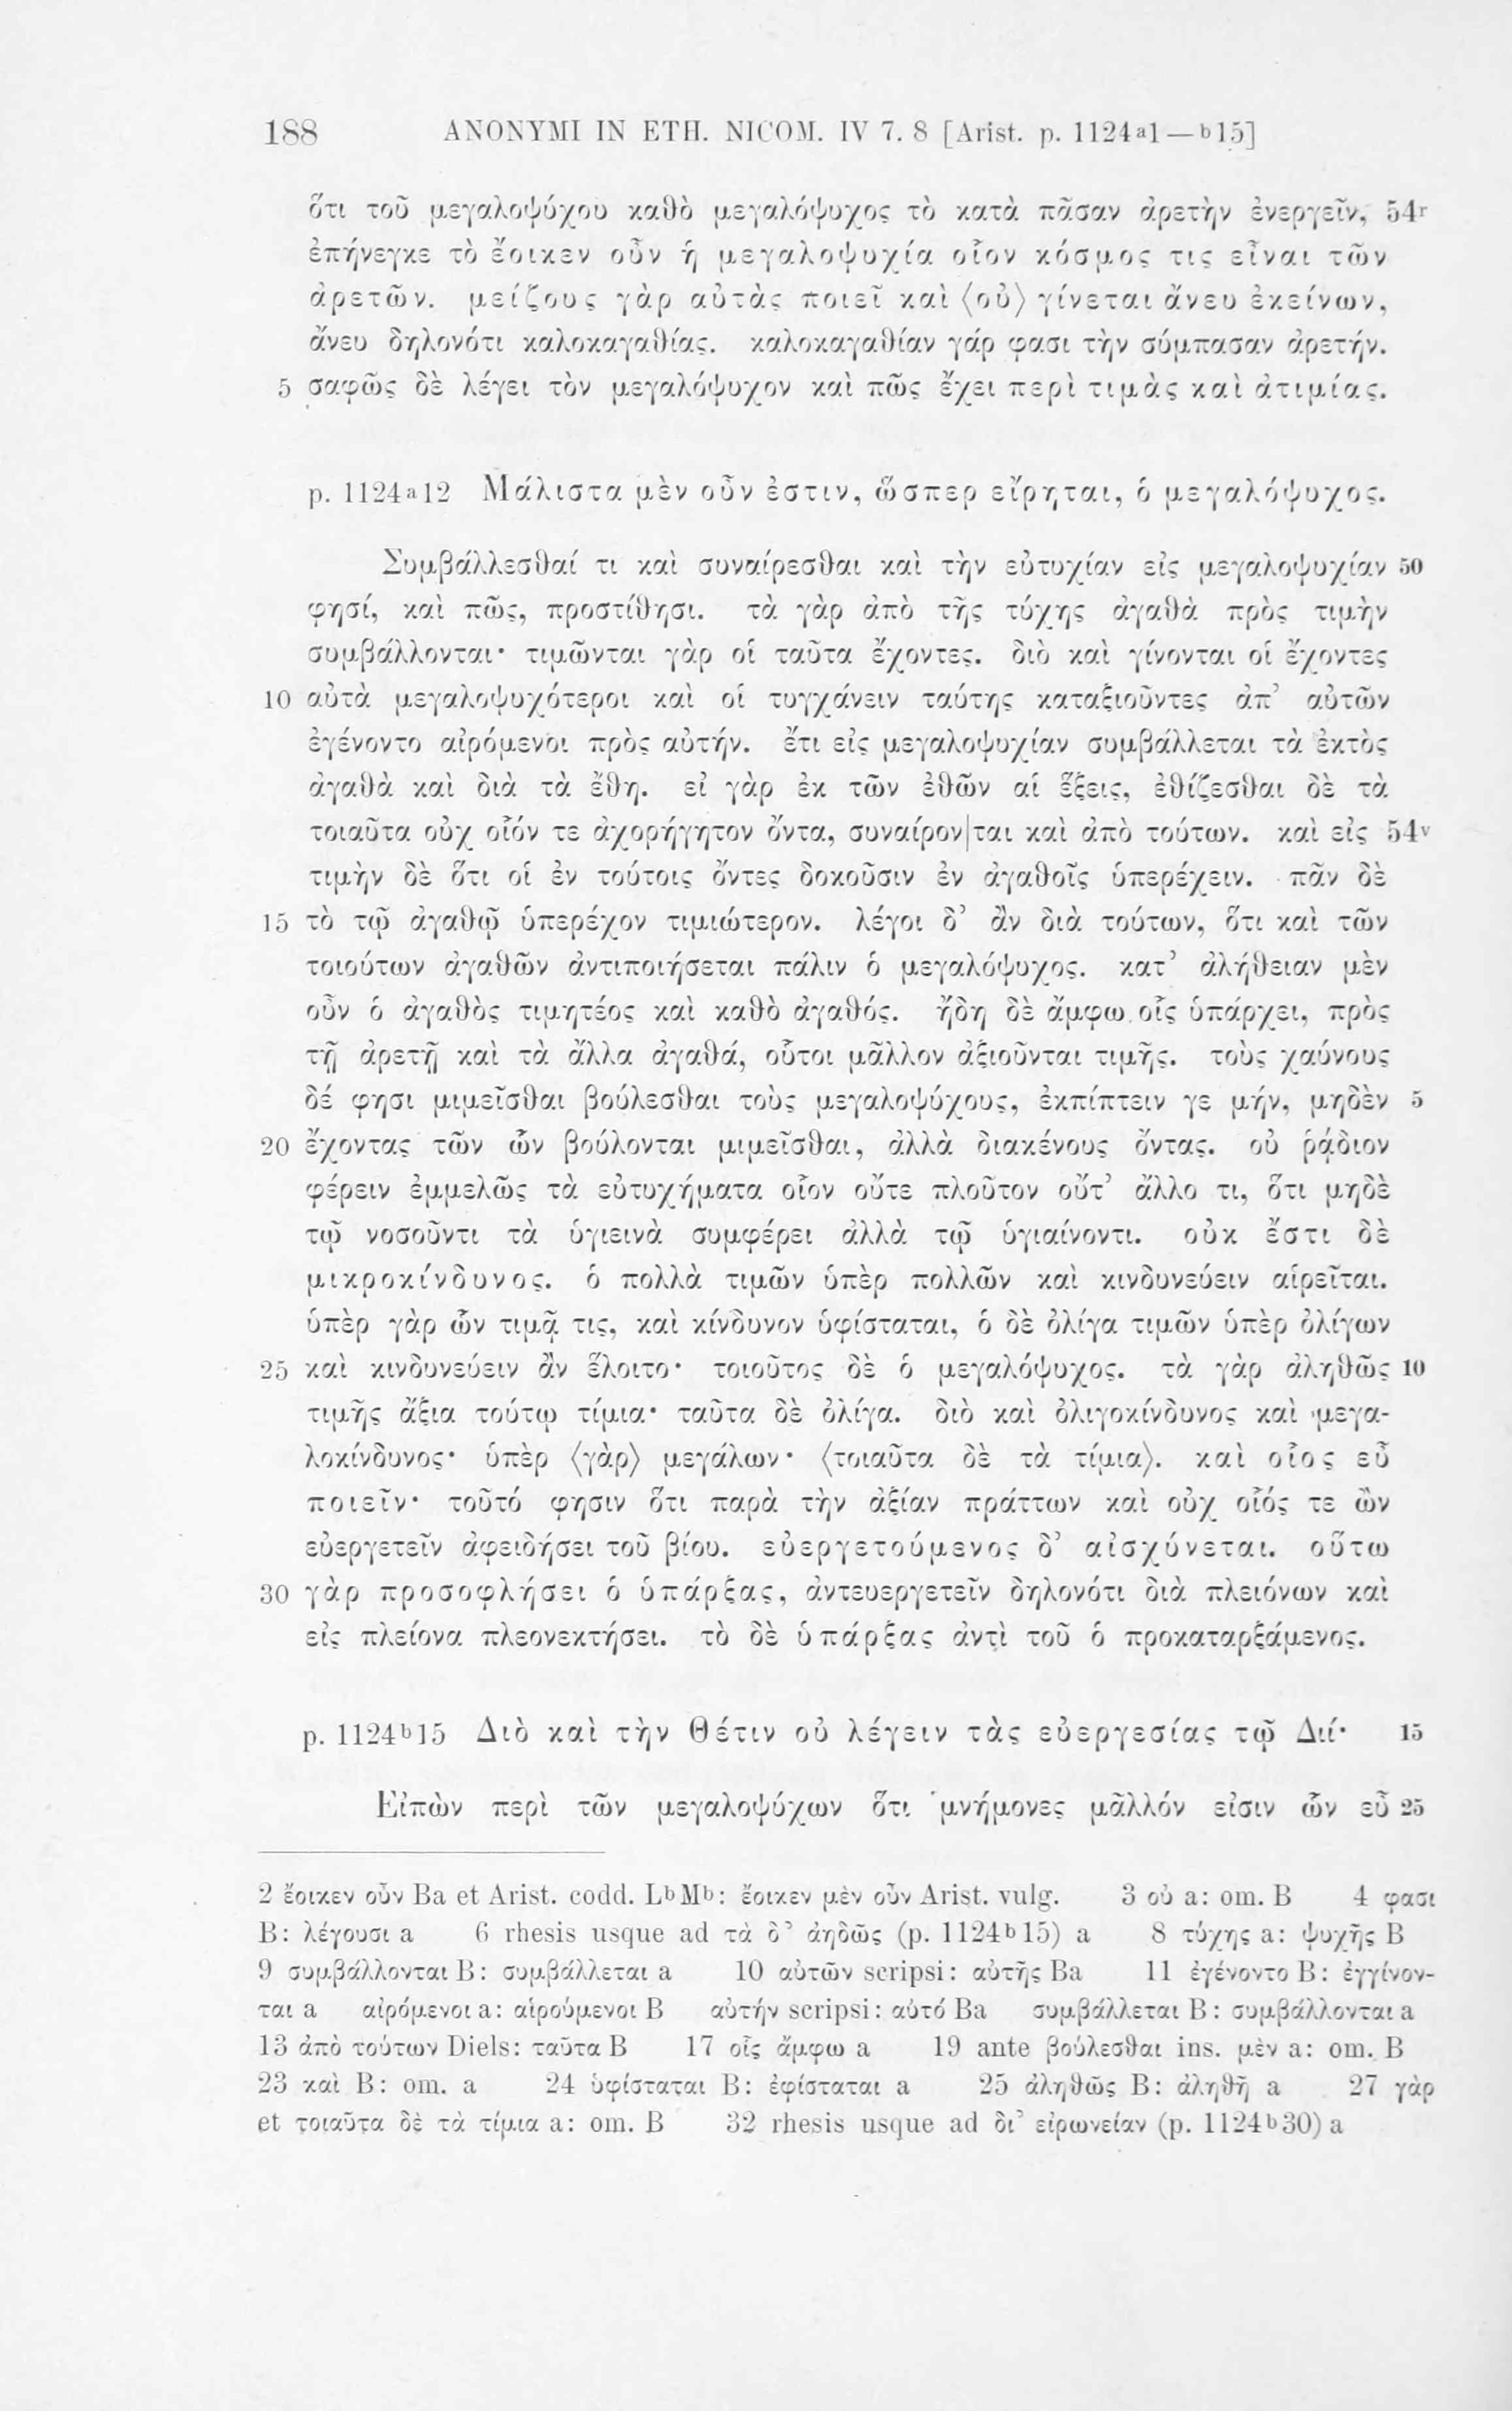 188 ANONYMI IN ETH. NICOM. IV 7. 8 [Arist. p. 1124a1—b15]
ὅτι τοῦ μεγαλοψύχου καθὸ μεγαλόψυχος τὸ κατὰ πᾶσαν ἀρετὴν ἐνεργεῖν, 54r
ἐπήνεγκε τὸ ἔοικεν οὖν ἡ μεγαλοψυχία οἷον κόσμος τις εἶναι τῶν
ἀρετῶν. μείζους γὰρ αὐτὰς ποιεῖ καὶ ⟨οὐ⟩ γίνεται ἄνευ ἐκείνων,
ἄνευ δηλονότι καλοκαγαθίας. καλοκαγαθίαν γάρ φασι τὴν σύμπασαν ἀρετήν.
5 σαφῶς δὲ λέγει τὸν μεγαλόψυχον καὶ πῶς ἔχει περὶ τιμὰς καὶ ἀτιμίας.
p. 1124a12 Μάλιστα μὲν οὖν ἐστιν, ὥσπερ εἴρηται, ὁ μεγαλόψυχος.
Συμβάλλεσθαί τι καὶ συναίρεσθαι καὶ τὴν εὐτυχίαν εἰς μεγαλοψυχίαν 50
φησί, καὶ πῶς, προστίθησι. τὰ γὰρ ἀπὸ τῆς τύχης ἀγαθὰ πρὸς τιμὴν
συμβάλλονται· τιμῶνται γὰρ οἱ ταῦτα ἔχοντες. διὸ καὶ γίνονται οἱ ἔχοντες
10 αὐτὰ μεγαλοψυχότεροι καὶ οἱ τυγχάνειν ταύτης καταξιοῦντες ἀπ’ αὐτῶν
ἐγένοντο αἰρόμενοι πρὸς αὐτήν. ἔτι εἰς μεγαλοψυχίαν συμβάλλεται τὰ ἐκτὸς
ἀγαθὰ καὶ διὰ τὰ ἔθη. εἰ γὰρ ἐκ τῶν ἐθῶν αἱ ἕξεις, ἐθίζεσθαι δὲ τὰ
τοιαῦτα οὐχ οἷόν τε ἀχορήγητον ὄντα, συναίρον|ται καὶ ἀπὸ τούτων. καὶ εἰς 54v
τιμὴν δὲ ὅτι οἱ ἐν τούτοις ὄντες δοκοῦσιν ἐν ἀγαθοῖς ὑπερέχειν. πᾶν δὲ
15 τὸ τῷ ἀγαθῷ ὑπερέχον τιμιώτερον. λέγοι δ’ ἂν διὰ τούτων, ὅτι καὶ τῶν
τοιούτων ἀγαθῶν ἀντιποιήσεται πάλιν ὁ μεγαλόψυχος. κατ’ ἀλήθειαν μὲν
οὖν ὁ ἀγαθὸς τιμητέος καὶ καθὸ ἀγαθός. ἤδη δὲ ἄμφω οἷς ὑπάρχει, πρὸς
τῇ ἀρετῇ καὶ τὰ ἄλλα ἀγαθά, οὗτοι μᾶλλον ἀξιοῦνται τιμῆς. τοὺς χαύνους
δέ φησι μιμεῖσθαι βούλεσθαι τοὺς μεγαλοψύχους, ἐκπίπτειν γε μήν, μηδὲν 5
20 ἔχοντας τῶν ὧν βούλονται μιμεῖσθαι, ἀλλὰ διακένους ὄντας. οὐ ῥᾴδιον
φέρειν ἐμμελῶς τὰ εὐτυχήματα οἷον οὔτε πλοῦτον οὔτ’ ἄλλο τι, ὅτι μηδὲ
τῷ νοσοῦντι τὰ ὑγιεινὰ συμφέρει ἀλλὰ τῷ ὑγιαίνοντι. οὐκ ἔστι δὲ
μικροκίνδυνος. ὁ πολλὰ τιμῶν ὑπὲρ πολλῶν καὶ κινδυνεύειν αἱρεῖται.
ὑπὲρ γὰρ ὧν τιμᾷ τις, καὶ κίνδυνον ὑφίσταται, ὁ δὲ ὀλίγα τιμῶν ὑπὲρ ὀλίγων
25 καὶ κινδυνεύειν ἂν ἕλοιτο· τοιοῦτος δὲ ὁ μεγαλόψυχος. τὰ γὰρ ἀληθῶς 10
τιμῆς ἄξια τούτῳ τίμια· ταῦτα δὲ ὀλίγα. διὸ καὶ ὀλιγοκίνδυνος καὶ μεγα-
λοκίνδυνος· ὑπὲρ ⟨γὰρ⟩ μεγάλων· ⟨τοιαῦτα δὲ τὰ τίμια⟩. καὶ οἷος εὖ
ποιεῖν· τοῦτό φησιν ὅτι παρὰ τὴν ἀξίαν πράττων καὶ οὐχ οἷός τε ὢν
εὐεργετεῖν ἀφειδήσει τοῦ βίου. εὐεργετούμενος δ’ αἰσχύνεται. οὕτω
30 γὰρ προσοφλήσει ὁ ὑπάρξας, ἀντευεργετεῖν δηλονότι διὰ πλειόνων καὶ
εἰς πλείονα πλεονεκτήσει. τὸ δὲ ὑπάρξας ἀντὶ τοῦ ὁ προκαταρξάμενος.
p. 1124b15 Διὸ καὶ τὴν Θέτιν οὐ λέγειν τὰς εὐεργεσίας τῷ Διί· 15
Εἰπὼν περὶ τῶν μεγαλοψύχων ὅτι ‘μνήμονες μᾶλλόν εἰσιν ὧν εὖ 25
2 ἔοικεν οὖν Ba et Arist. codd. LbMb: ἔοικεν μὲν οὖν Arist. vulg. 3 οὐ a: om. B 4 φασι
B: λέγουσι a 6 rhesis usque ad τὰ δ’ ἀηδῶς (p. 1124b15) a 8 τύχης a: ψυχῆς B
9 συμβάλλονται B: συμβάλλεται a 10 αὐτῶν scripsi: αὐτῆς Ba 11 ἐγένοντο B: ἐγγίνον-
ται a αἰρόμενοι a: αἱρούμενοι B αὐτήν scripsi: αὐτό Ba συμβάλλεται B: συμβάλλονται a
13 ἀπὸ τούτων Diels: ταῦτα B 17 οἷς ἄμφω a 19 ante βούλεσθαι ins. μὲν a: om. B
23 καὶ B: om. a 24 ὑφίσταται B: ἐφίσταται a 25 ἀληθῶς B: ἀληθῆ a 27 γὰρ
et τοιαῦτα δὲ τὰ τίμια a: om. B 32 rhesis usque ad δι’ εἰρωνείαν (p. 1124b30) a